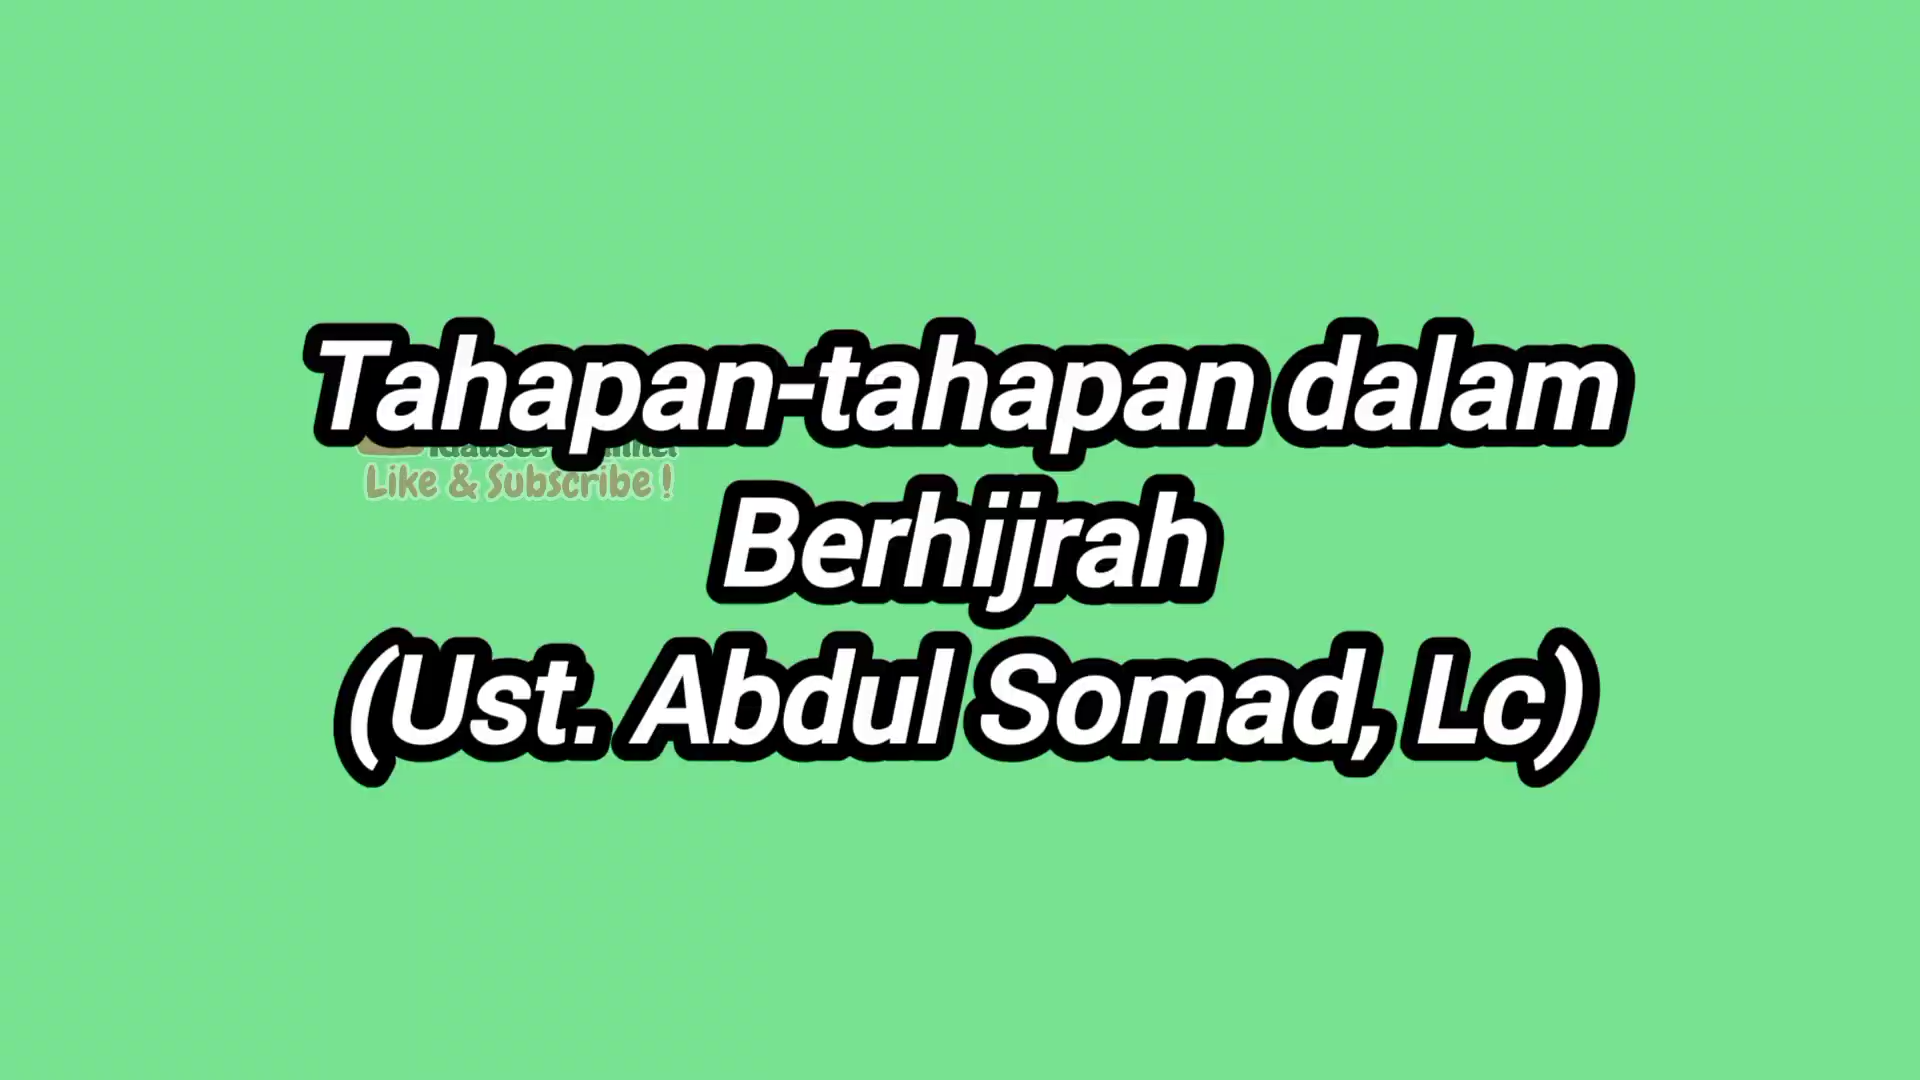 Tahapan-tahapan dalam
Like & Subscribe !
Berhijrah
(Ust. Abdul Somad, Lc)